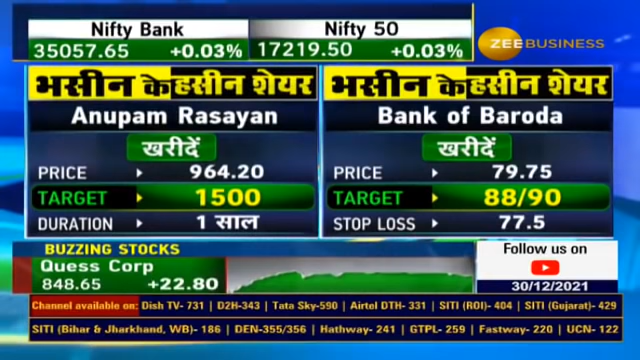 Nifty Bank
35057.65 +0.03%
Nifty 50
17219.50 +0.03%
ZEE BUSINESS
भसीन के हसीन शेयर
Anupam Rasayan
खरीदें
PRICE 964.20
TARGET 1500
DURATION 1 साल
भसीन के हसीन शेयर
Bank of Baroda
खरीदें
PRICE 79.75
TARGET 88/90
STOP LOSS 77.5
BUZZING STOCKS
Quess Corp
848.65 +22.80
Follow us on
30/12/2021
Channel available on: Dish TV- 731 | D2H-343 | Tata Sky-590 | Airtel DTH- 331 | SITI (ROI)- 404 | SITI (Gujarat)- 429
SITI (Bihar & Jharkhand, WB)- 186 | DEN-355/356 | Hathway- 241 | GTPL- 259 | Fastway- 220 | UCN- 122